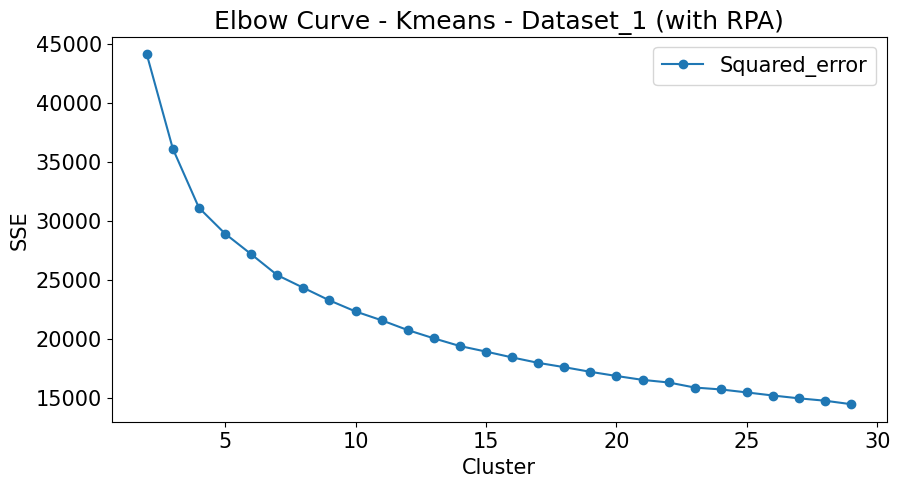 Elbow Curve - Kmeans - Dataset_1 (with RPA)
Squared_error
45000
40000
35000
30000
25000
20000
15000
SSE
5 10 15 20 25 30
Cluster